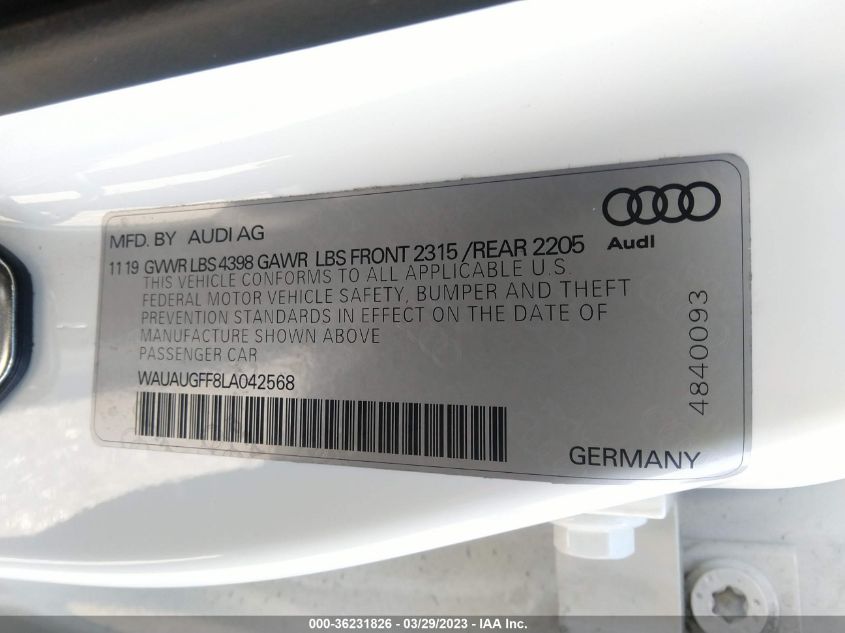 MFD. BY AUDI AG
Audi
11 19 GVWR LBS 4398 GAWR LBS FRONT 2315 / REAR 2205
THIS VEHICLE CONFORMS TO ALL APPLICABLE U.S.
FEDERAL MOTOR VEHICLE SAFETY, BUMPER AND THEFT
PREVENTION STANDARDS IN EFFECT ON THE DATE OF
MANUFACTURE SHOWN ABOVE
PASSENGER CAR
WAUAUGFF8LA042568
GERMANY
4840093
000-36231826 / 03/29/2023 - © IAA Inc.